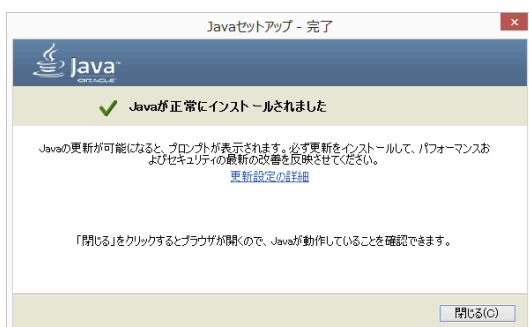 Javaセットアップ - 完了
Java
ORACLE
Javaが正常にインストールされました
Javaの更新が可能になると、プロンプトが表示されます。必ず更新をインストールして、パフォーマンスお
よびセキュリティの最新の改善を反映させてください。
更新設定の詳細
「閉じる」をクリックするとブラウザが開くので、Javaが動作していることを確認できます。
閉じる(C)